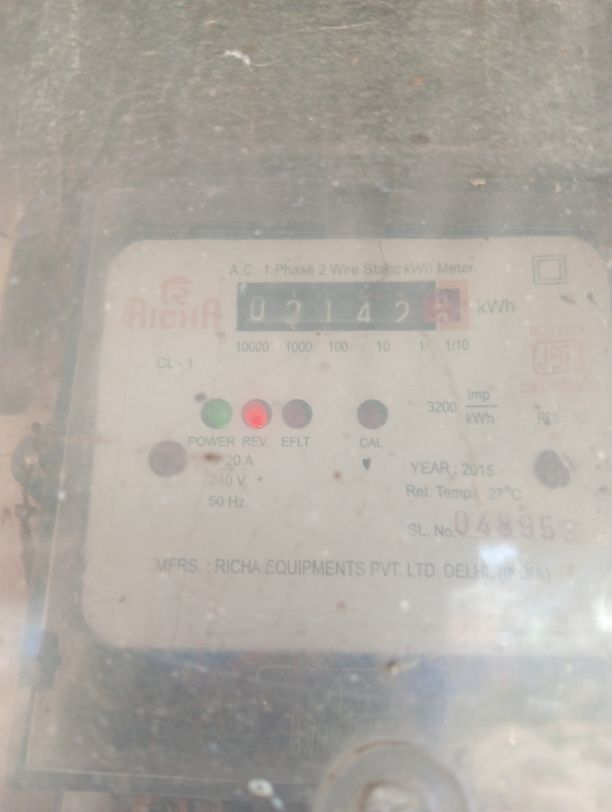 A.C. 1 Phase 2 Wire Static kWh Meter
RICHA
0 2 1 4 2
kWh
10000 1000 100 10 1 1/10
CL - 1
3200 Imp
kWh
POWER REV. EFLT CAL
20 A
240 V.
50 Hz.
YEAR : 2015
Ref. Temp. 27°C
SL. No. 048953
MFRS. : RICHA EQUIPMENTS PVT. LTD. DELHI, (INDIA)